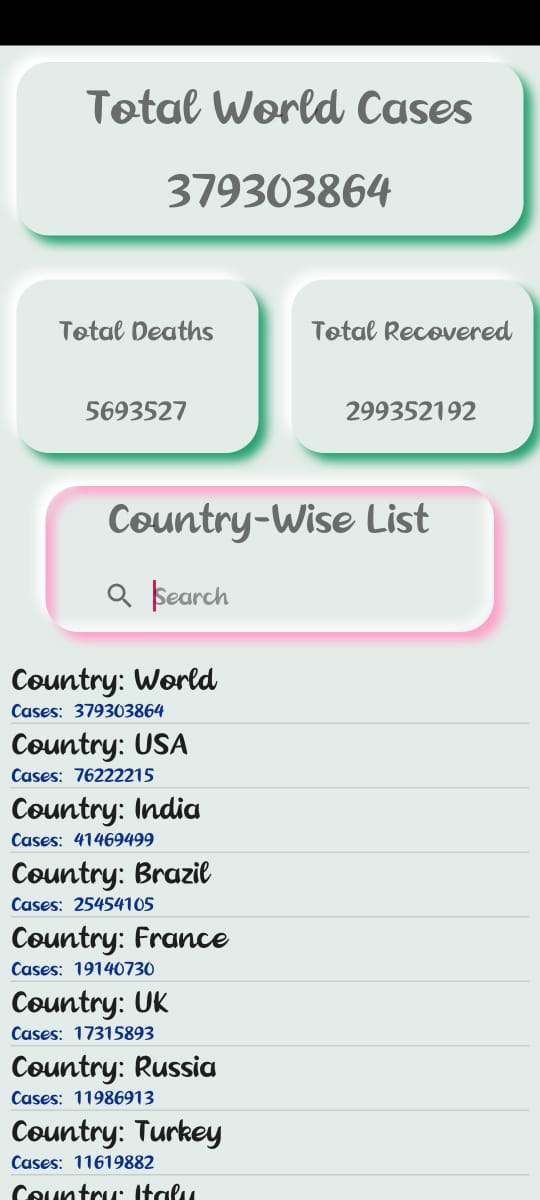 Total World Cases
379303864
Total Deaths
Total Recovered
5693527
299352192
Country-Wise List
Search
Country: World
Cases: 379303864
Country: USA
Cases: 76222215
Country: India
Cases: 41469499
Country: Brazil
Cases: 25454105
Country: France
Cases: 19140730
Country: UK
Cases: 17315893
Country: Russia
Cases: 11986913
Country: Turkey
Cases: 11619882
Country: Italy